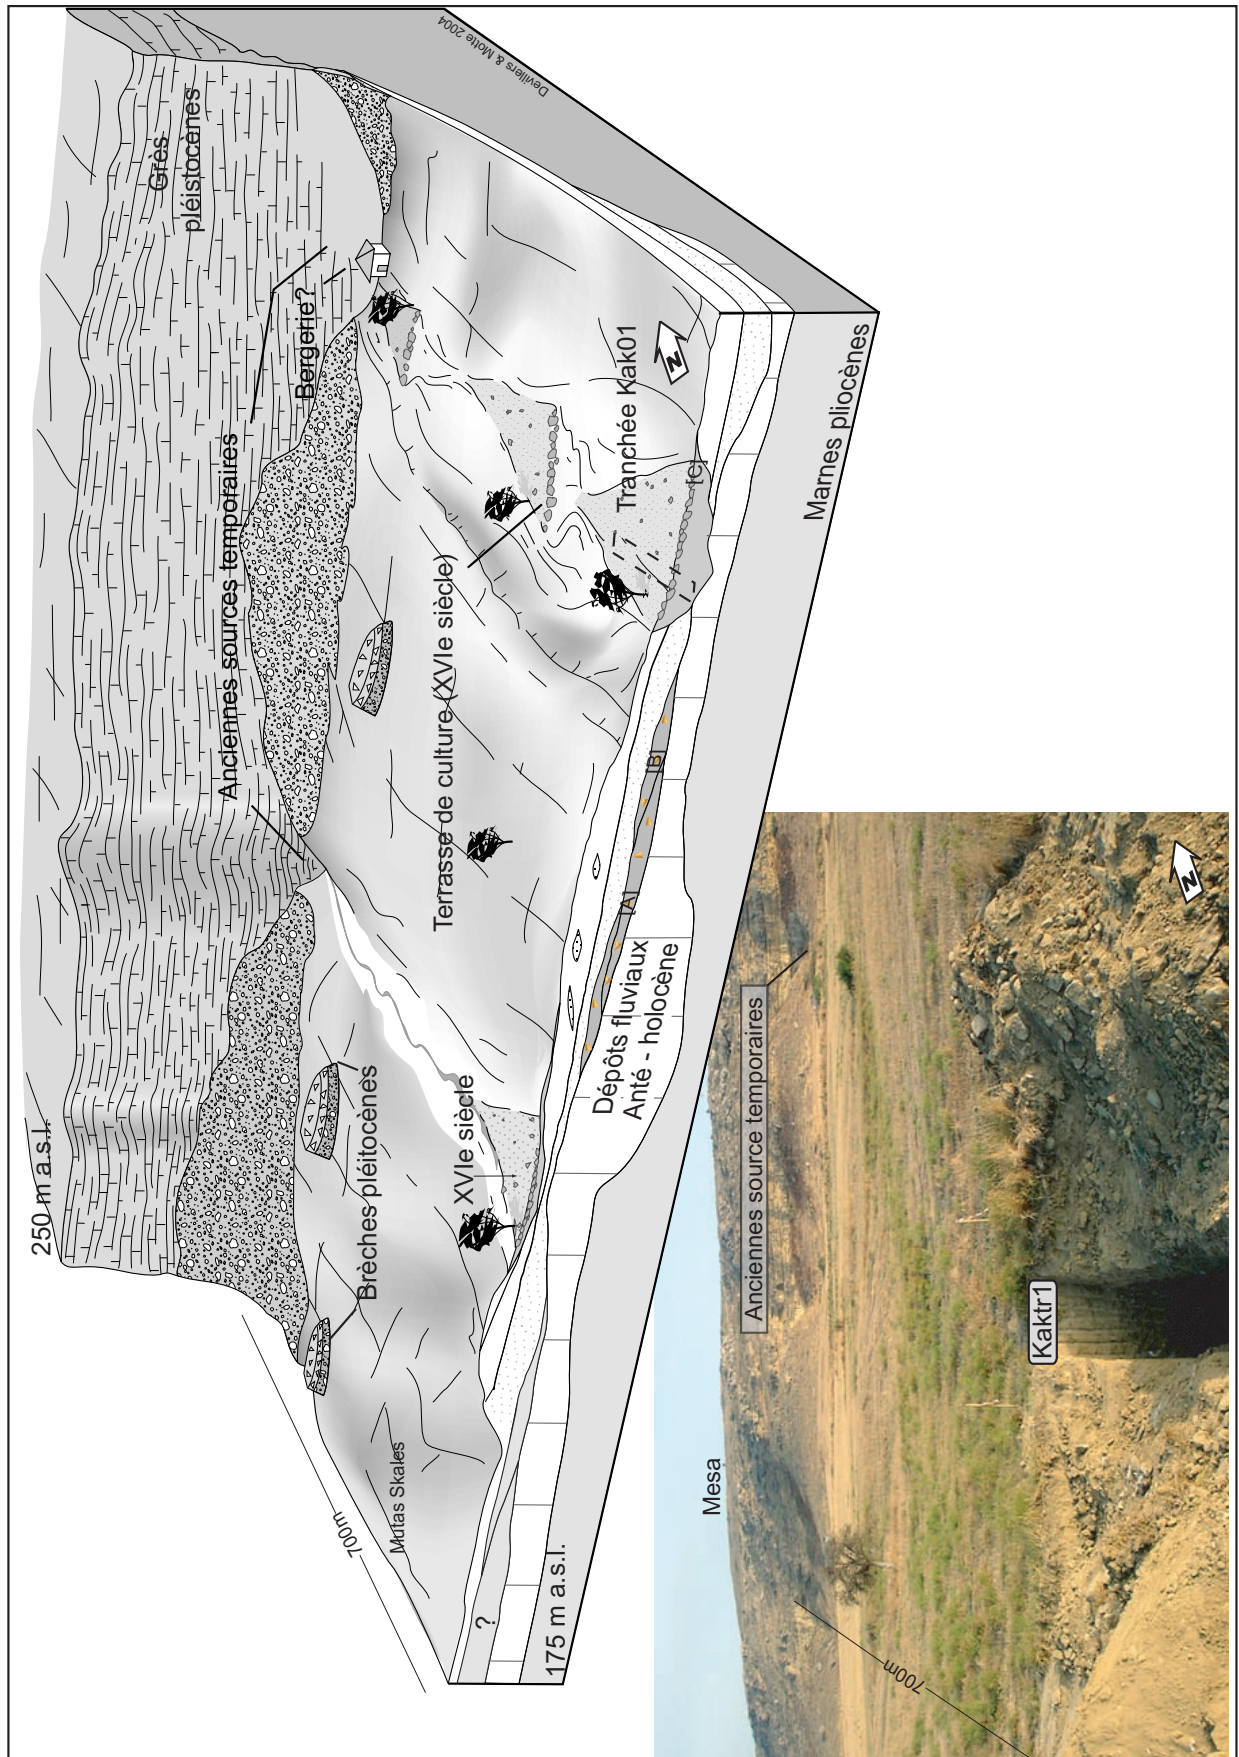 250 m a.s.l.
Grès
pléistocènes
Anciennes sources temporaires
Bergerie?
Brèches pléitocènes
Mutas Skales
700m
XVIe siècle
Terrasse de culture (XVIe siècle)
Tranchée Kak01
N
Devillers & Motte 2004
[A]
[B]
[C]
Dépôts fluviaux
Anté - holocène
?
175 m a.s.l.
Marnes pliocènes
Mesa
Anciennes source temporaires
700m
Kaktr1
N